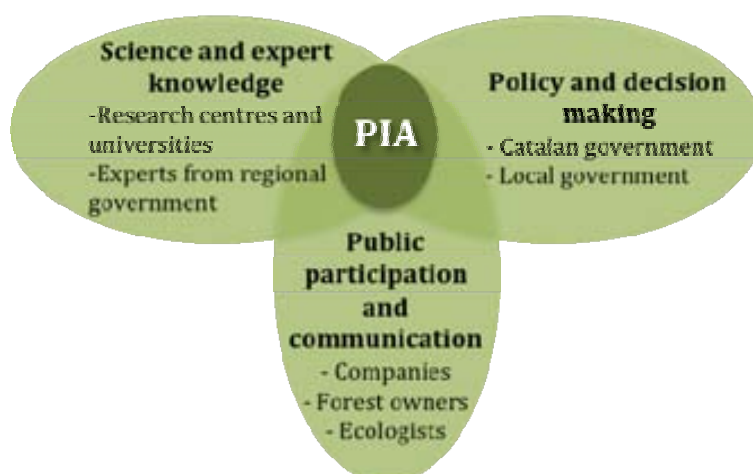 Science and expert
knowledge
-Research centres and
universities
-Experts from regional
government
PIA
Policy and decision
making
- Catalan government
- Local government
Public
participation
and
communication
- Companies
- Forest owners
- Ecologists